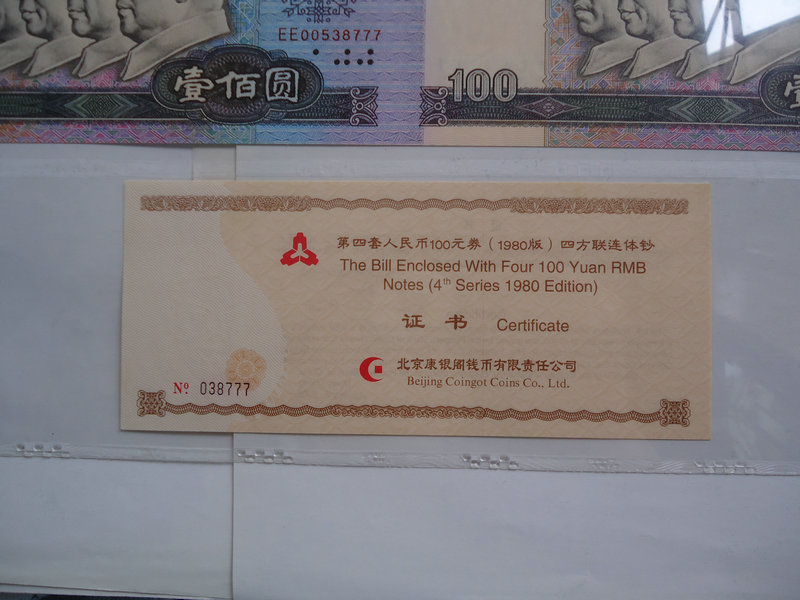 EE00538777
壹佰圆
100
壹
第四套人民币100元券（1980版）四方联连体钞
The Bill Enclosed With Four 100 Yuan RMB
Notes (4th Series 1980 Edition)
证书 Certificate
北京康银阁钱币有限责任公司
Beijing Coingot Coins Co., Ltd.
Nº 038777